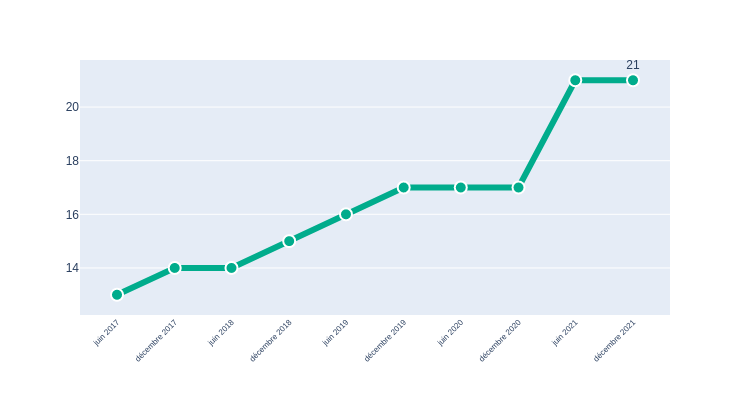 21
20
18
16
14
juin 2017
décembre 2017
juin 2018
décembre 2018
juin 2019
décembre 2019
juin 2020
décembre 2020
juin 2021
décembre 2021